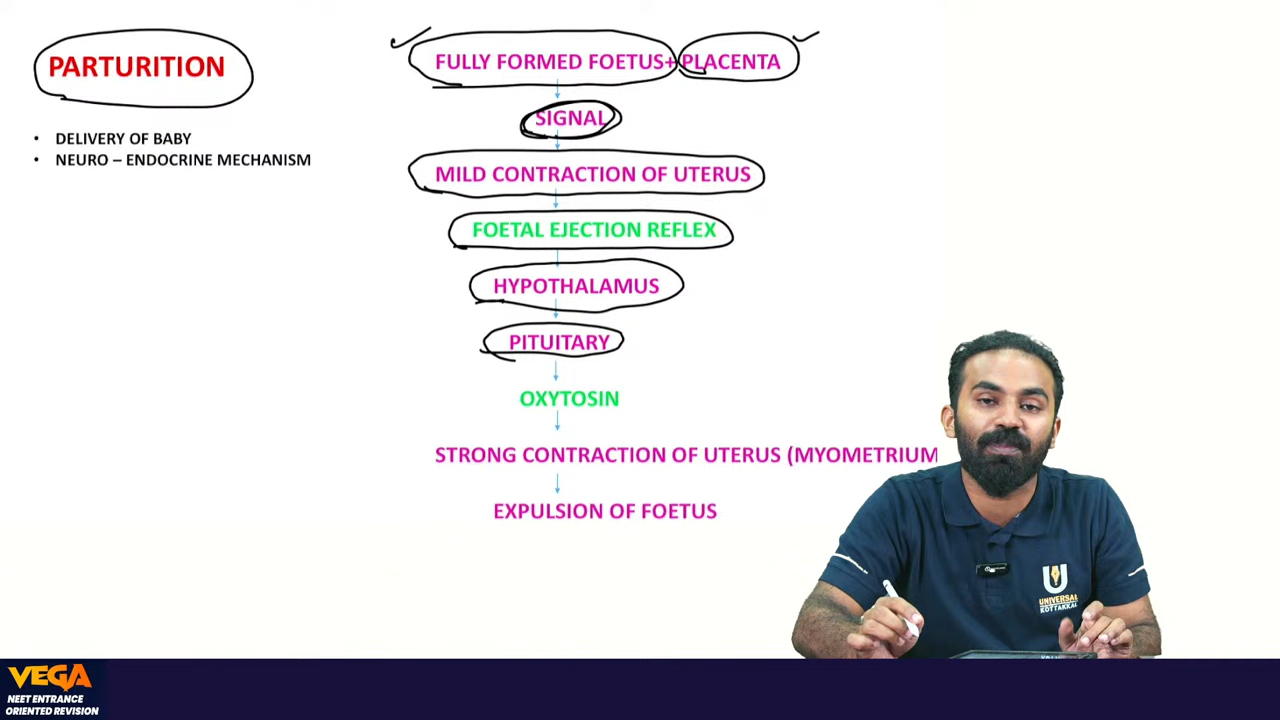 PARTURITION
• DELIVERY OF BABY
• NEURO – ENDOCRINE MECHANISM
FULLY FORMED FOETUS+ PLACENTA
SIGNAL
MILD CONTRACTION OF UTERUS
FOETAL EJECTION REFLEX
HYPOTHALAMUS
PITUITARY
OXYTOSIN
STRONG CONTRACTION OF UTERUS (MYOMETRIUM
EXPULSION OF FOETUS
U
UNIVERSAL
KOTTAKKAL
VEGA
NEET ENTRANCE
ORIENTED REVISION